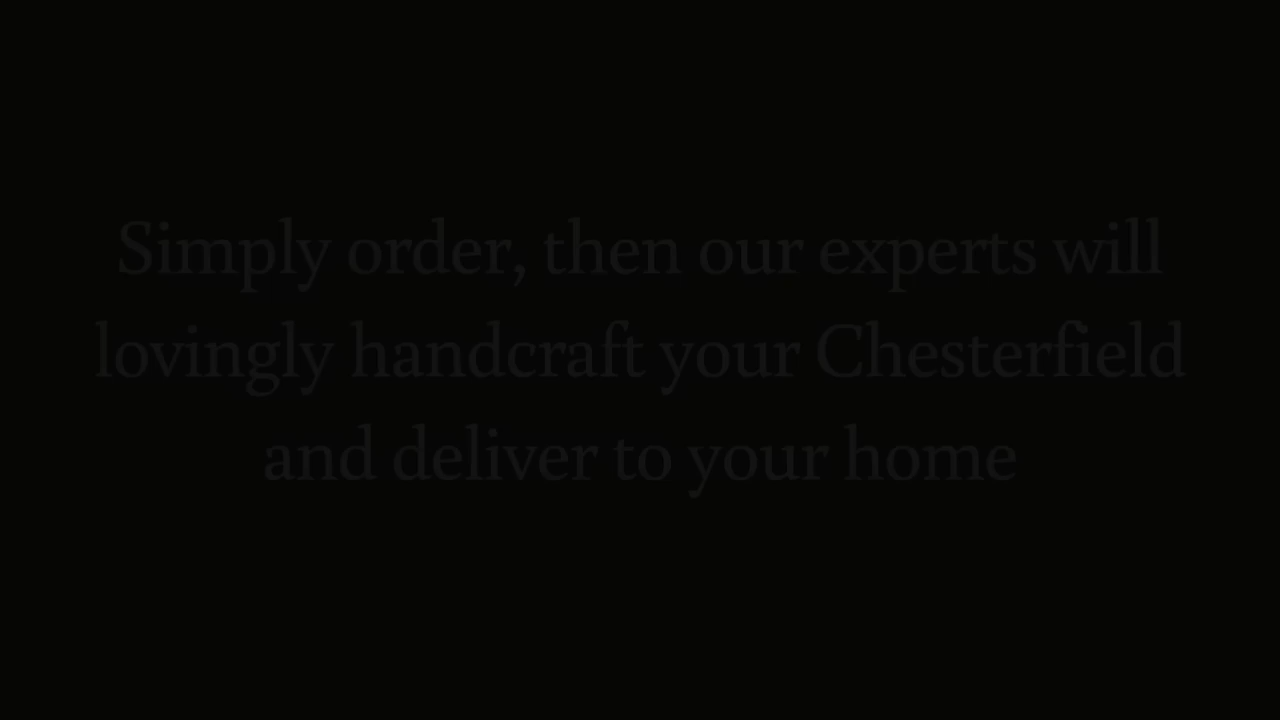 Simply order, then our experts will
lovingly handcraft your Chesterfield
and deliver to your home